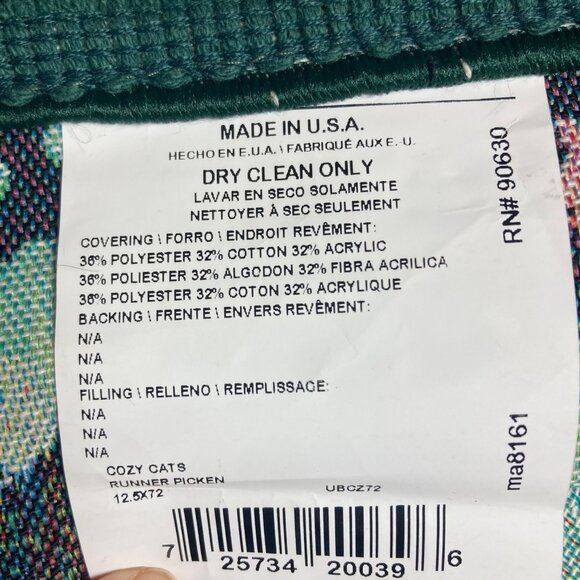 MADE IN U.S.A.
HECHO EN E.U.A. \ FABRIQUÉ AUX E.-U.
DRY CLEAN ONLY
LAVAR EN SECO SOLAMENTE
NETTOYER À SEC SEULEMENT
COVERING \ FORRO \ ENDROIT REVÊMENT:
36% POLYESTER 32% COTTON 32% ACRYLIC
36% POLIESTER 32% ALGODON 32% FIBRA ACRILICA
36% POLYESTER 32% COTON 32% ACRYLIQUE
BACKING \ FRENTE \ ENVERS REVÊMENT:
N/A
N/A
N/A
FILLING \ RELLENO \ REMPLISSAGE:
N/A
N/A
N/A
COZY CATS
RUNNER PICKEN
12.5X72
UBCZ72
7 25734 20039 6
RN# 90630
ma8161